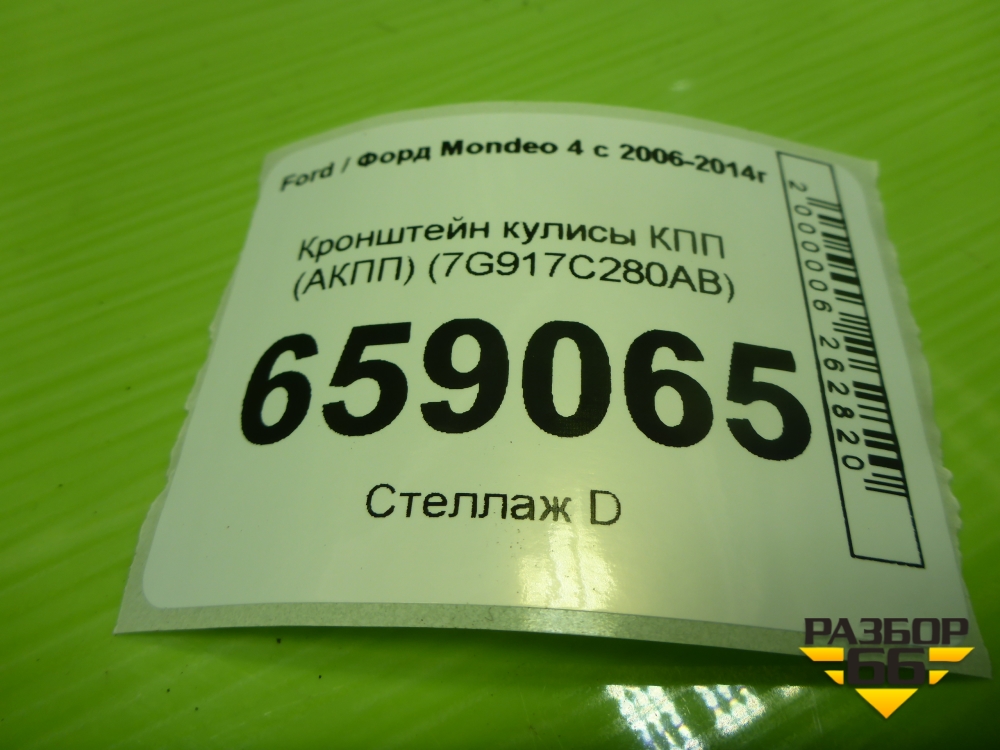 Ford / Форд Mondeo 4 с 2006-2014г
Кронштейн кулисы КПП
(АКПП) (7G917C280AB)
659065
Стеллаж D
2000006262820
РАЗБОР
66